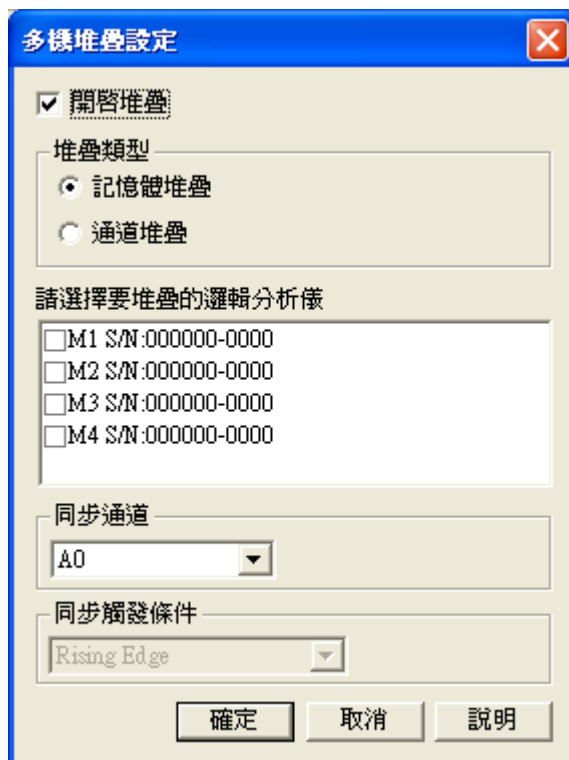 多機堆疊設定
開啓堆疊
堆疊類型
記憶體堆疊
通道堆疊
請選擇要堆疊的邏輯分析儀
M1 S/N:000000-0000
M2 S/N:000000-0000
M3 S/N:000000-0000
M4 S/N:000000-0000
同步通道
A0
同步觸發條件
Rising Edge
確定 取消 說明